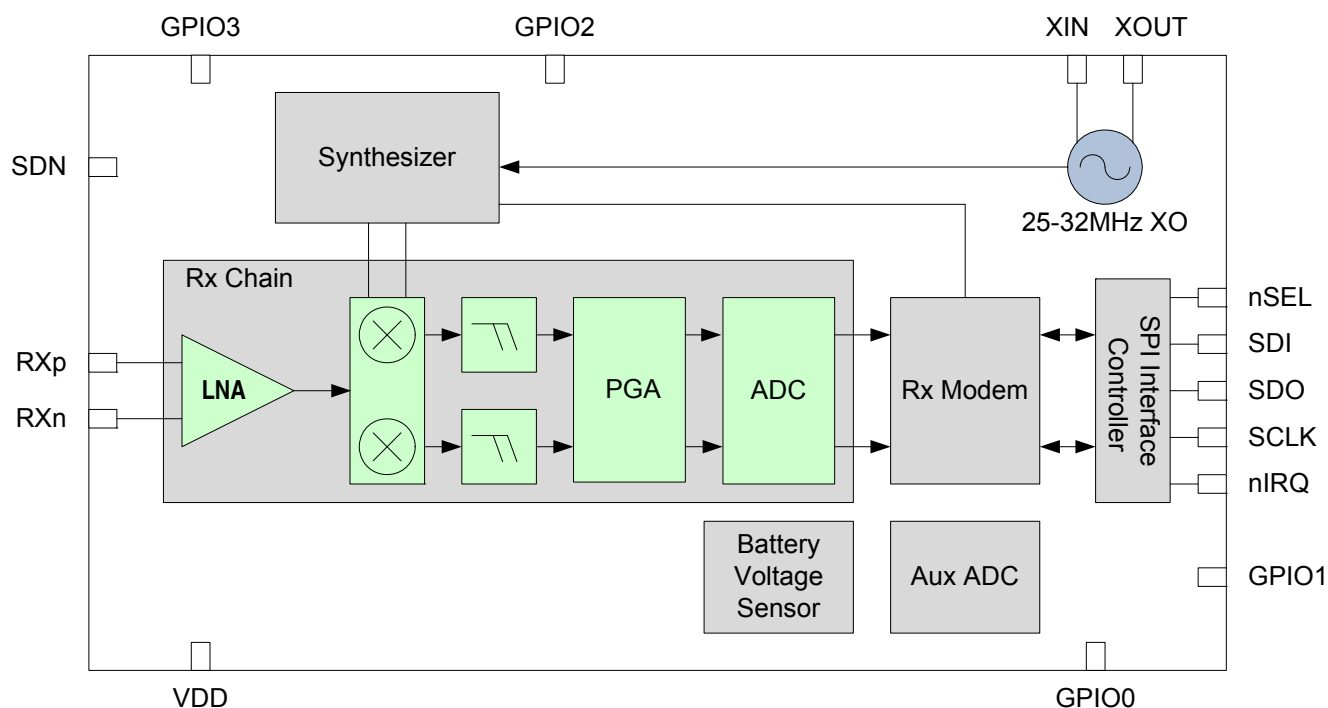 GPIO3
GPIO2
XIN
XOUT
SDN
Synthesizer
25-32MHz XO
Rx Chain
nSEL
SDI
SDO
SCLK
nIRQ
SPI Interface
Controller
RXp
RXn
LNA
PGA
ADC
Rx Modem
Battery
Voltage
Sensor
Aux ADC
GPIO1
VDD
GPIO0